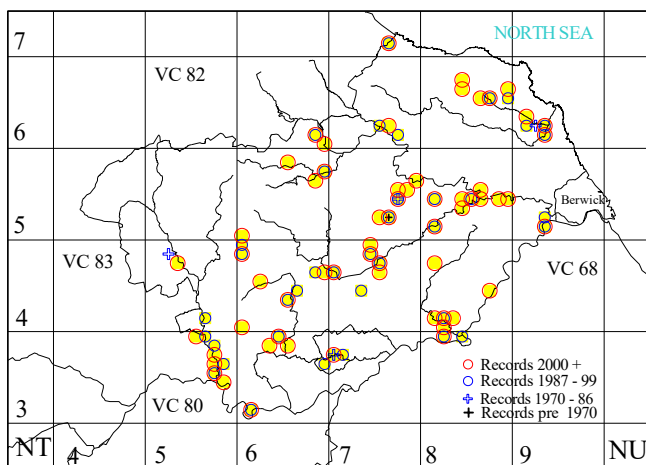 7
NORTH SEA
VC 82
6
Berwick
5
VC 83
VC 68
4
Records 2000 +
Records 1987 - 99
Records 1970 - 86
VC 80
Records pre 1970
3
NT 4 5 6 7 8 9 NU